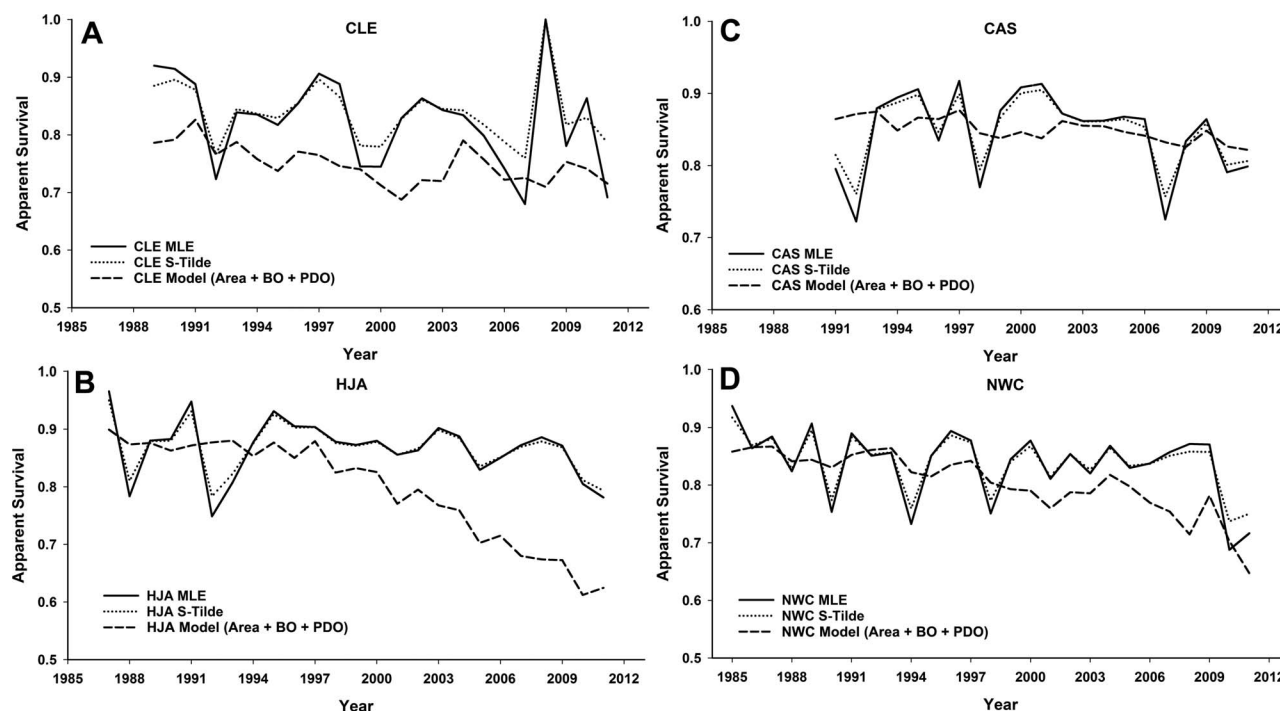 A
CLE
1.0
0.9
0.8
0.7
0.6
0.5
Apparent Survival
CLE MLE
CLE S-Tilde
CLE Model (Area + BO + PDO)
1985 1988 1991 1994 1997 2000 2003 2006 2009 2012
Year
C
CAS
1.0
0.9
0.8
0.7
0.6
Apparent Survival
CAS MLE
CAS S-Tilde
CAS Model (Area + BO + PDO)
1985 1988 1991 1994 1997 2000 2003 2006 2009 2012
Year
B
HJA
1.0
0.9
0.8
0.7
0.6
0.5
Apparent Survival
HJA MLE
HJA S-Tilde
HJA Model (Area + BO + PDO)
1985 1988 1991 1994 1997 2000 2003 2006 2009 2012
Year
D
NWC
1.0
0.9
0.8
0.7
0.6
0.5
Apparent Survival
NWC MLE
NWC S-Tilde
NWC Model (Area + BO + PDO)
1985 1988 1991 1994 1997 2000 2003 2006 2009 2012
Year